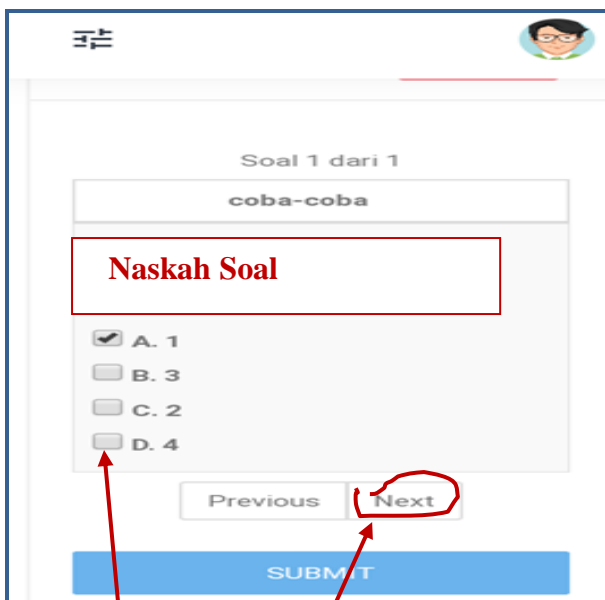 Soal 1 dari 1
coba-coba
Naskah Soal
A. 1
B. 3
C. 2
D. 4
Previous Next
SUBMIT